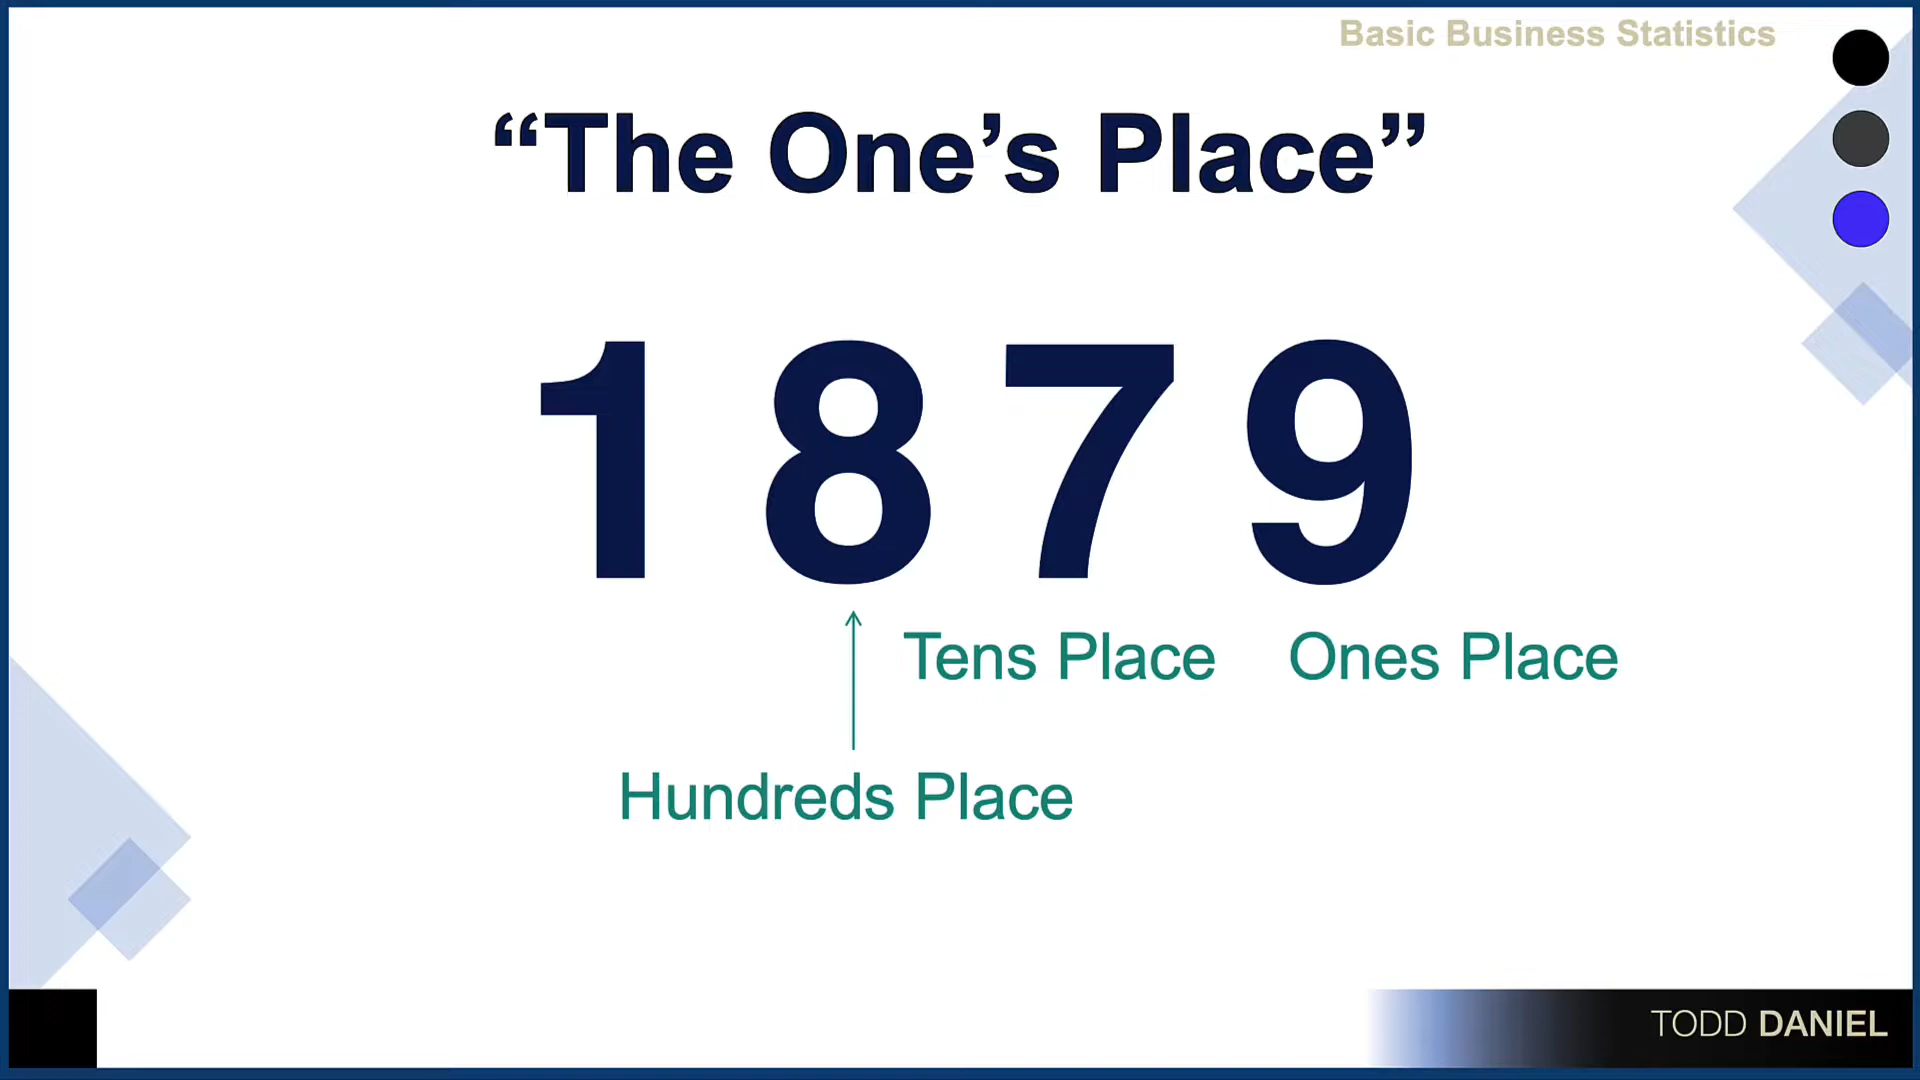 Basic Business Statistics
“The One’s Place”
1 8 7 9
Tens Place Ones Place
Hundreds Place
TODD DANIEL